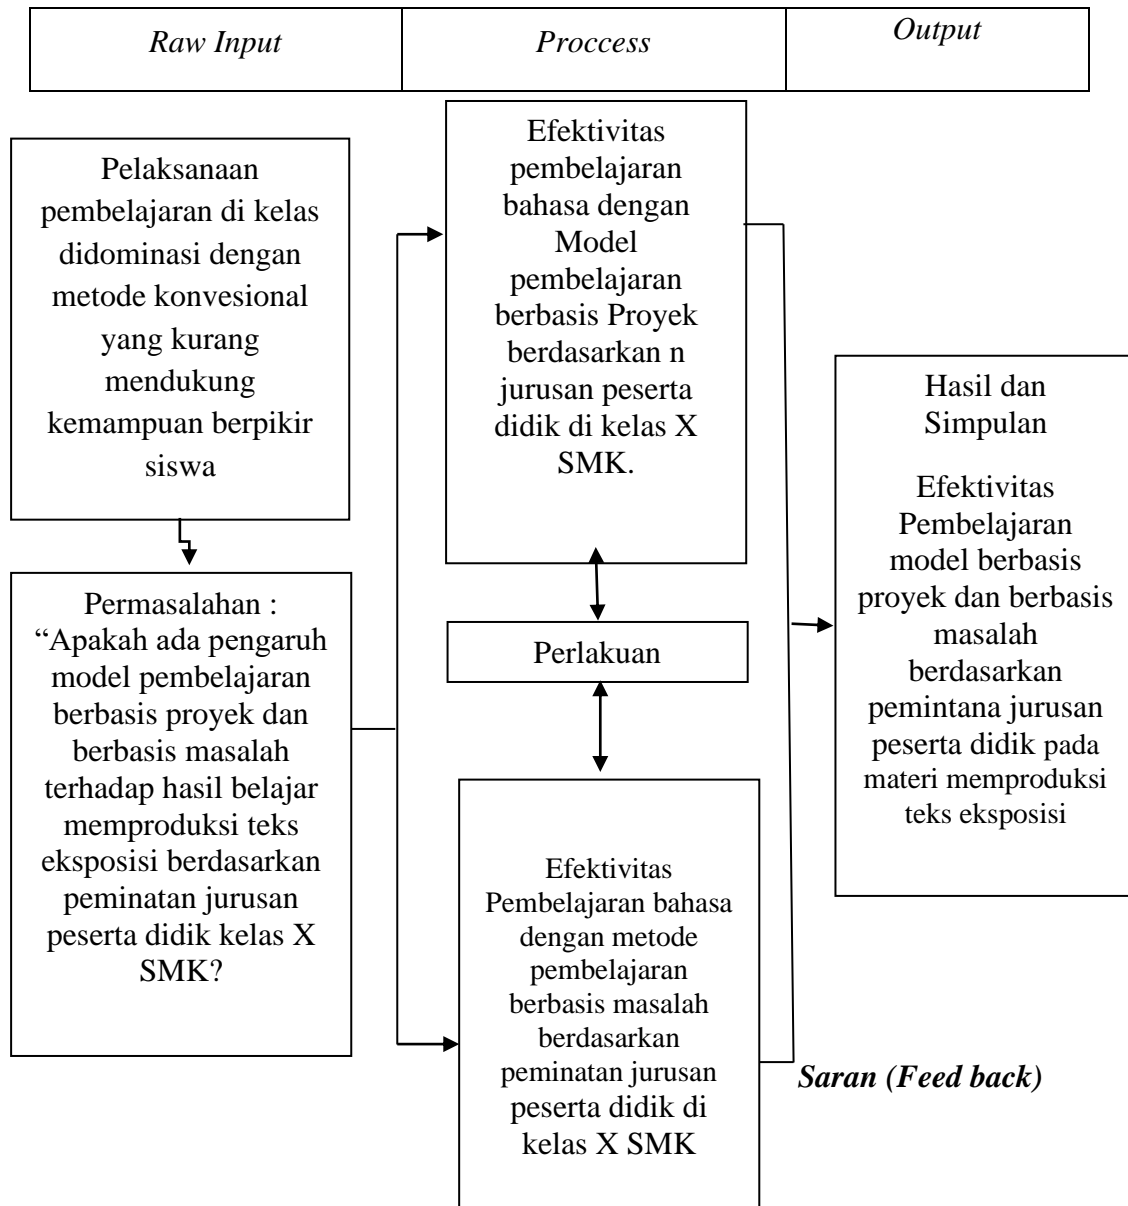 Raw Input
Proccess
Output
Pelaksanaan
pembelajaran di kelas
didominasi dengan
metode konvesional
yang kurang
mendukung
kemampuan berpikir
siswa
Permasalahan :
“Apakah ada pengaruh
model pembelajaran
berbasis proyek dan
berbasis masalah
terhadap hasil belajar
memproduksi teks
eksposisi berdasarkan
peminatan jurusan
peserta didik kelas X
SMK?
Efektivitas
pembelajaran
bahasa dengan
Model
pembelajaran
berbasis Proyek
berdasarkan n
jurusan peserta
didik di kelas X
SMK.
Perlakuan
Efektivitas
Pembelajaran bahasa
dengan metode
pembelajaran
berbasis masalah
berdasarkan
peminatan jurusan
peserta didik di
kelas X SMK
Hasil dan
Simpulan
Efektivitas
Pembelajaran
model berbasis
proyek dan berbasis
masalah
berdasarkan
pemintana jurusan
peserta didik pada
materi memproduksi
teks eksposisi
Saran (Feed back)